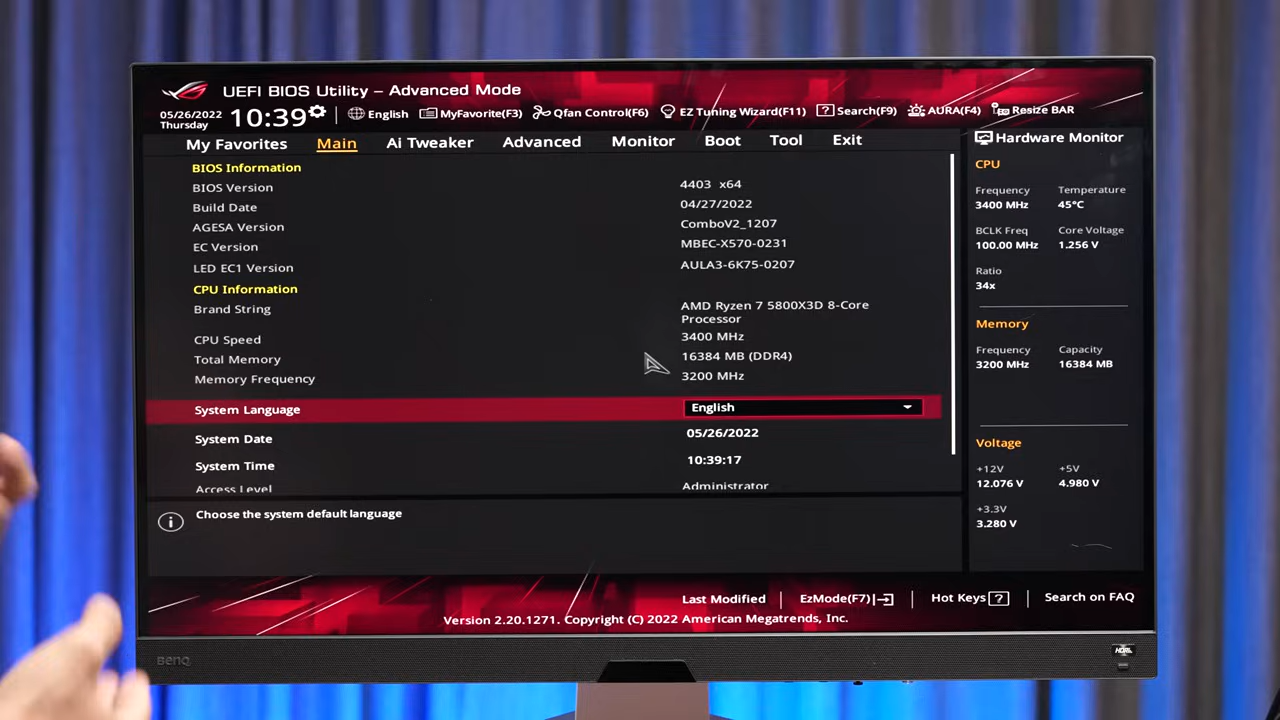 UEFI BIOS Utility – Advanced Mode
05/26/2022
Thursday
10:39
English
MyFavorite(F3)
Qfan Control(F6)
EZ Tuning Wizard(F11)
Search(F9)
AURA(F4)
Resize BAR
My Favorites
Main
Ai Tweaker
Advanced
Monitor
Boot
Tool
Exit
BIOS Information
BIOS Version 4403 x64
Build Date 04/27/2022
AGESA Version ComboV2_1207
EC Version MBEC-X570-0231
LED EC1 Version AULA3-6K75-0207
CPU Information
Brand String AMD Ryzen 7 5800X3D 8-Core
Processor
CPU Speed 3400 MHz
Total Memory 16384 MB (DDR4)
Memory Frequency 3200 MHz
System Language English
System Date 05/26/2022
System Time 10:39:17
Access Level Administrator
Choose the system default language
Hardware Monitor
CPU
Frequency Temperature
3400 MHz 45°C
BCLK Freq Core Voltage
100.00 MHz 1.256 V
Ratio
34x
Memory
Frequency Capacity
3200 MHz 16384 MB
Voltage
+12V +5V
12.076 V 4.980 V
+3.3V
3.280 V
Last Modified
EzMode(F7)
Hot Keys ?
Search on FAQ
Version 2.20.1271. Copyright (C) 2022 American Megatrends, Inc.
BenQ
HDRi